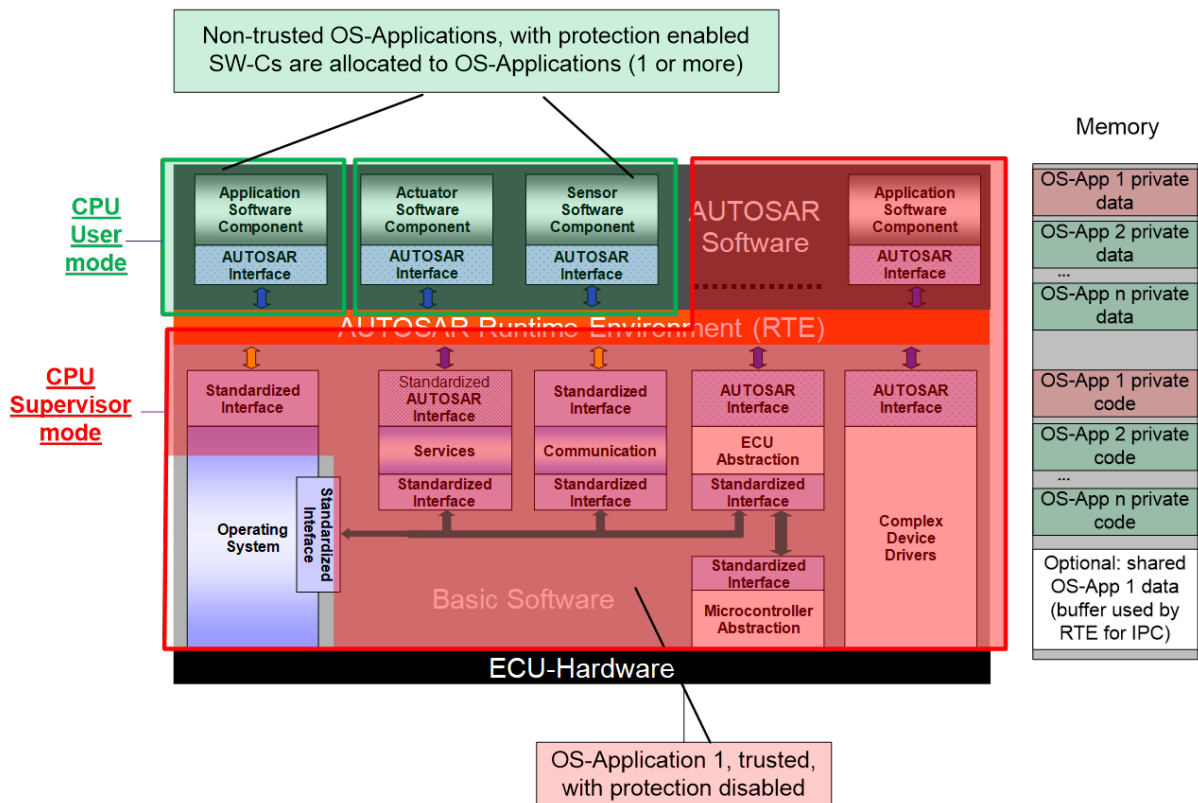 Non-trusted OS-Applications, with protection enabled
SW-Cs are allocated to OS-Applications (1 or more)
Memory
CPU
User
mode
Application
Software
Component
AUTOSAR
Interface
Actuator
Software
Component
AUTOSAR
Interface
Sensor
Software
Component
AUTOSAR
Interface
AUTOSAR
Software
Application
Software
Component
AUTOSAR
Interface
AUTOSAR Runtime Environment (RTE)
CPU
Supervisor
mode
Standardized
Interface
Operating
System
Standardized
Inteface
Standardized
AUTOSAR
Interface
Services
Standardized
Interface
Standardized
Interface
Communication
Standardized
Interface
AUTOSAR
Interface
ECU
Abstraction
Standardized
Interface
Standardized
Interface
Microcontroller
Abstraction
AUTOSAR
Interface
Complex
Device
Drivers
Basic Software
ECU-Hardware
OS-Application 1, trusted,
with protection disabled
OS-App 1 private
data
OS-App 2 private
data
...
OS-App n private
data
OS-App 1 private
code
OS-App 2 private
code
...
OS-App n private
code
Optional: shared
OS-App 1 data
(buffer used by
RTE for IPC)